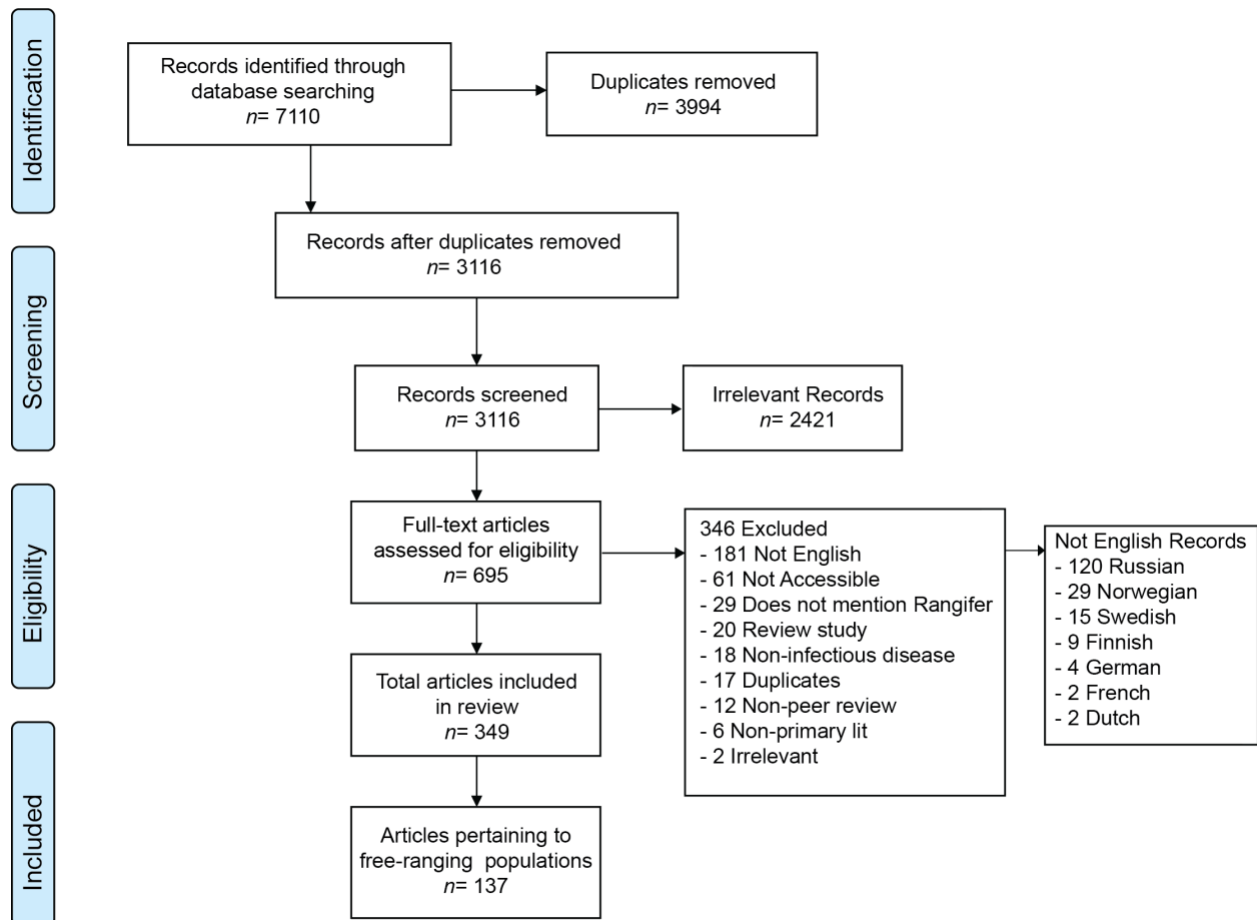 Identification
Records identified through
database searching
n= 7110
Duplicates removed
n= 3994
Records after duplicates removed
n= 3116
Screening
Records screened
n= 3116
Irrelevant Records
n= 2421
Eligibility
Full-text articles
assessed for eligibility
n= 695
346 Excluded
- 181 Not English
- 61 Not Accessible
- 29 Does not mention Rangifer
- 20 Review study
- 18 Non-infectious disease
- 17 Duplicates
- 12 Non-peer review
- 6 Non-primary lit
- 2 Irrelevant
Not English Records
- 120 Russian
- 29 Norwegian
- 15 Swedish
- 9 Finnish
- 4 German
- 2 French
- 2 Dutch
Total articles included
in review
n= 349
Included
Articles pertaining to
free-ranging populations
n= 137